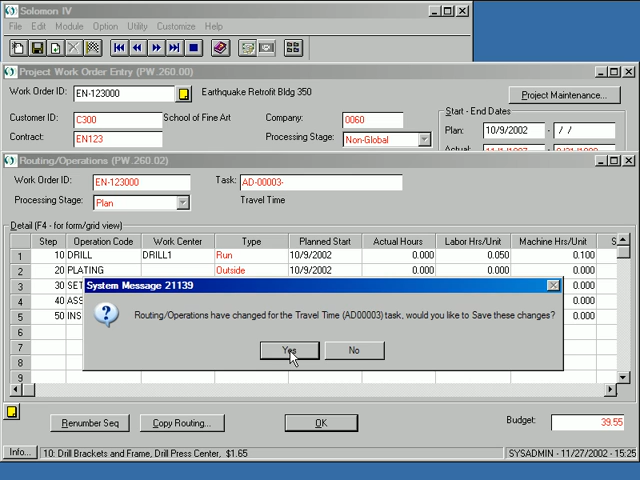 Solomon IV
File Edit Module Option Utility Customize Help
Project Work Order Entry (PW.260.00)
Work Order ID: EN-123000 Earthquake Retrofit Bldg 350 Project Maintenance...
Customer ID: C300 School of Fine Art Company: 0060 Start - End Dates
Plan: 10/9/2002 - / /
Contract: EN123 Processing Stage: Non-Global
Actual:
Routing/Operations (PW.260.02)
Work Order ID: EN-123000 Task: AD-00003-
Processing Stage: Plan Travel Time
Detail (F4 - for form/grid view)
Step Operation Code Work Center Type Planned Start Actual Hours Labor Hrs/Unit Machine Hrs/Unit S
1 10 DRILL DRILL1 Run 10/9/2002 0.000 0.050 0.100
2 20 PLATING Outside 10/9/2002 0.000 0.000 0.000
3 30 SET 0.000
4 40 ASS 0.000
5 50 INS 0.000
6
7
8
9
System Message 21139
Routing/Operations have changed for the Travel Time (AD00003) task, would you like to Save these changes?
Yes No
Renumber Seq Copy Routing... OK Budget: 39.55
Info... 10: Drill Brackets and Frame, Drill Press Center, $1.65 SYSADMIN - 11/27/2002 - 15:25